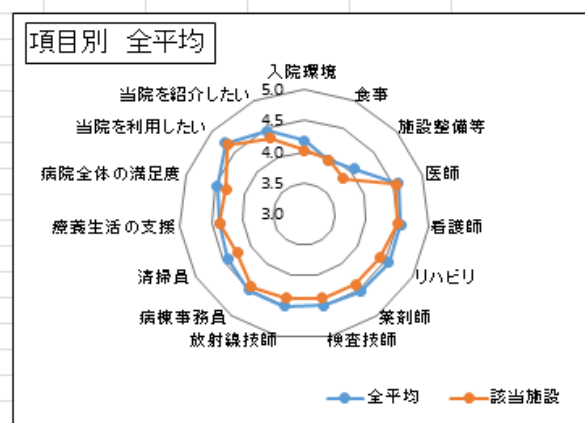 項目別 全平均
入院環境
食事
施設整備等
医師
看護師
リハビリ
薬剤師
検査技師
放射線技師
病棟事務員
清掃員
療養生活の支援
病院全体の満足度
当院を利用したい
当院を紹介したい
5.0
4.5
4.0
3.5
3.0
全平均
該当施設